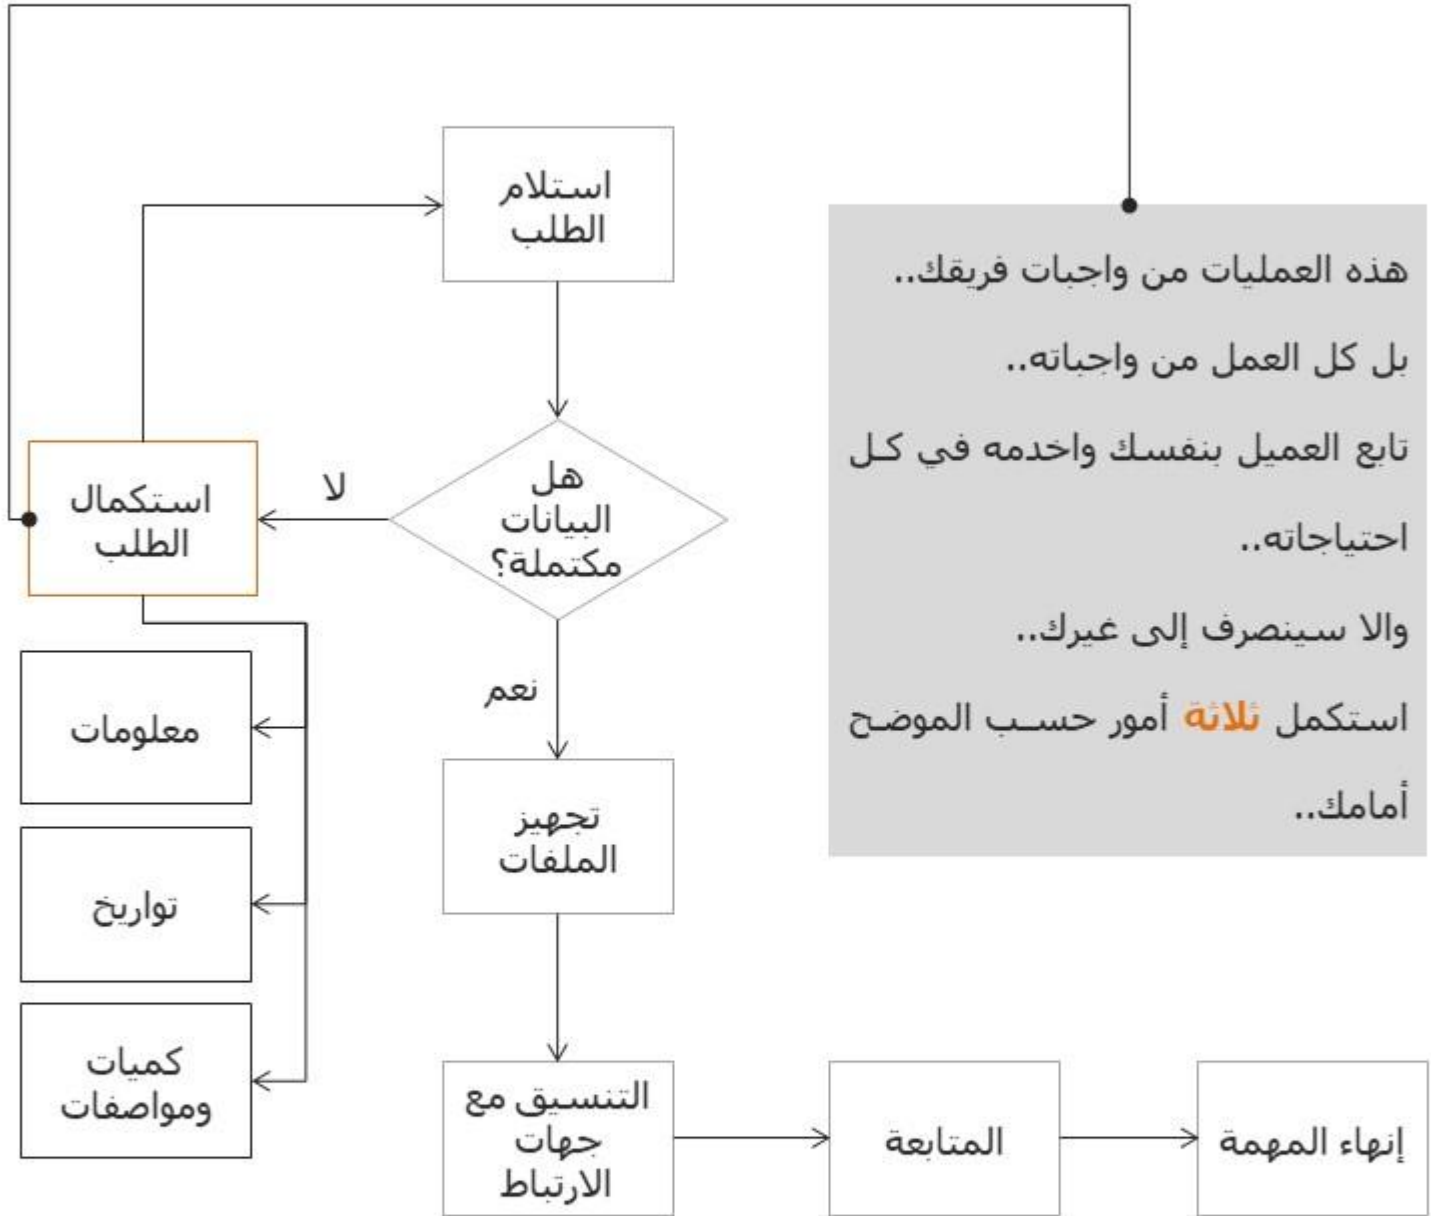 استلام
الطلب
هذه العمليات من واجبات فريقك..
بل كل العمل من واجباته..
تابع العميل بنفسك واخدمه في كل
احتياجاته..
والا سينصرف إلى غيرك..
استكمل ثلاثة أمور حسب الموضح
أمامك..
هل
البيانات
مكتملة؟
لا
استكمال
الطلب
نعم
معلومات
تواريخ
كميات
ومواصفات
تجهيز
الملفات
التنسيق مع
جهات
الارتباط
المتابعة
إنهاء المهمة